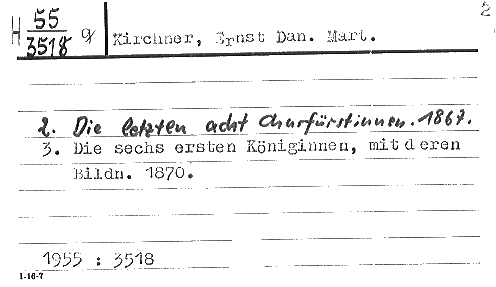 2
H 55/3518 q/ Kirchner, Ernst Dan. Mart.
2. Die letzten acht Churfürstinnen. 1867.
3. Die sechs ersten Königinnen, mit deren
Bildn. 1870.
1955 : 3518
1-16-7